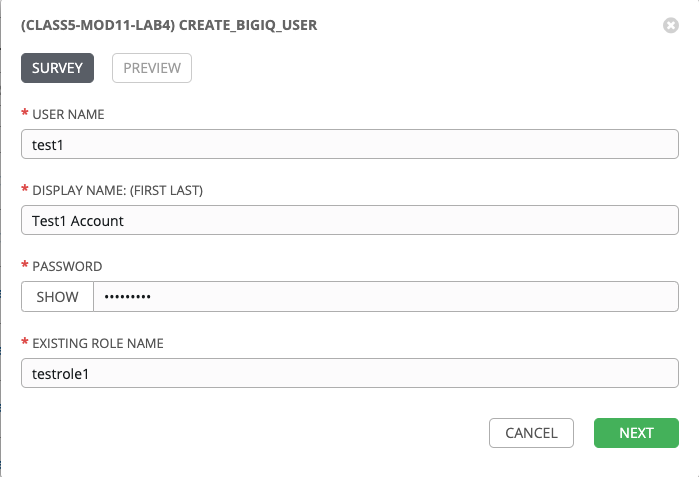 (CLASS5-MOD11-LAB4) CREATE_BIGIQ_USER
SURVEY PREVIEW
* USER NAME
test1
* DISPLAY NAME: (FIRST LAST)
Test1 Account
* PASSWORD
SHOW •••••••••
* EXISTING ROLE NAME
testrole1
CANCEL NEXT